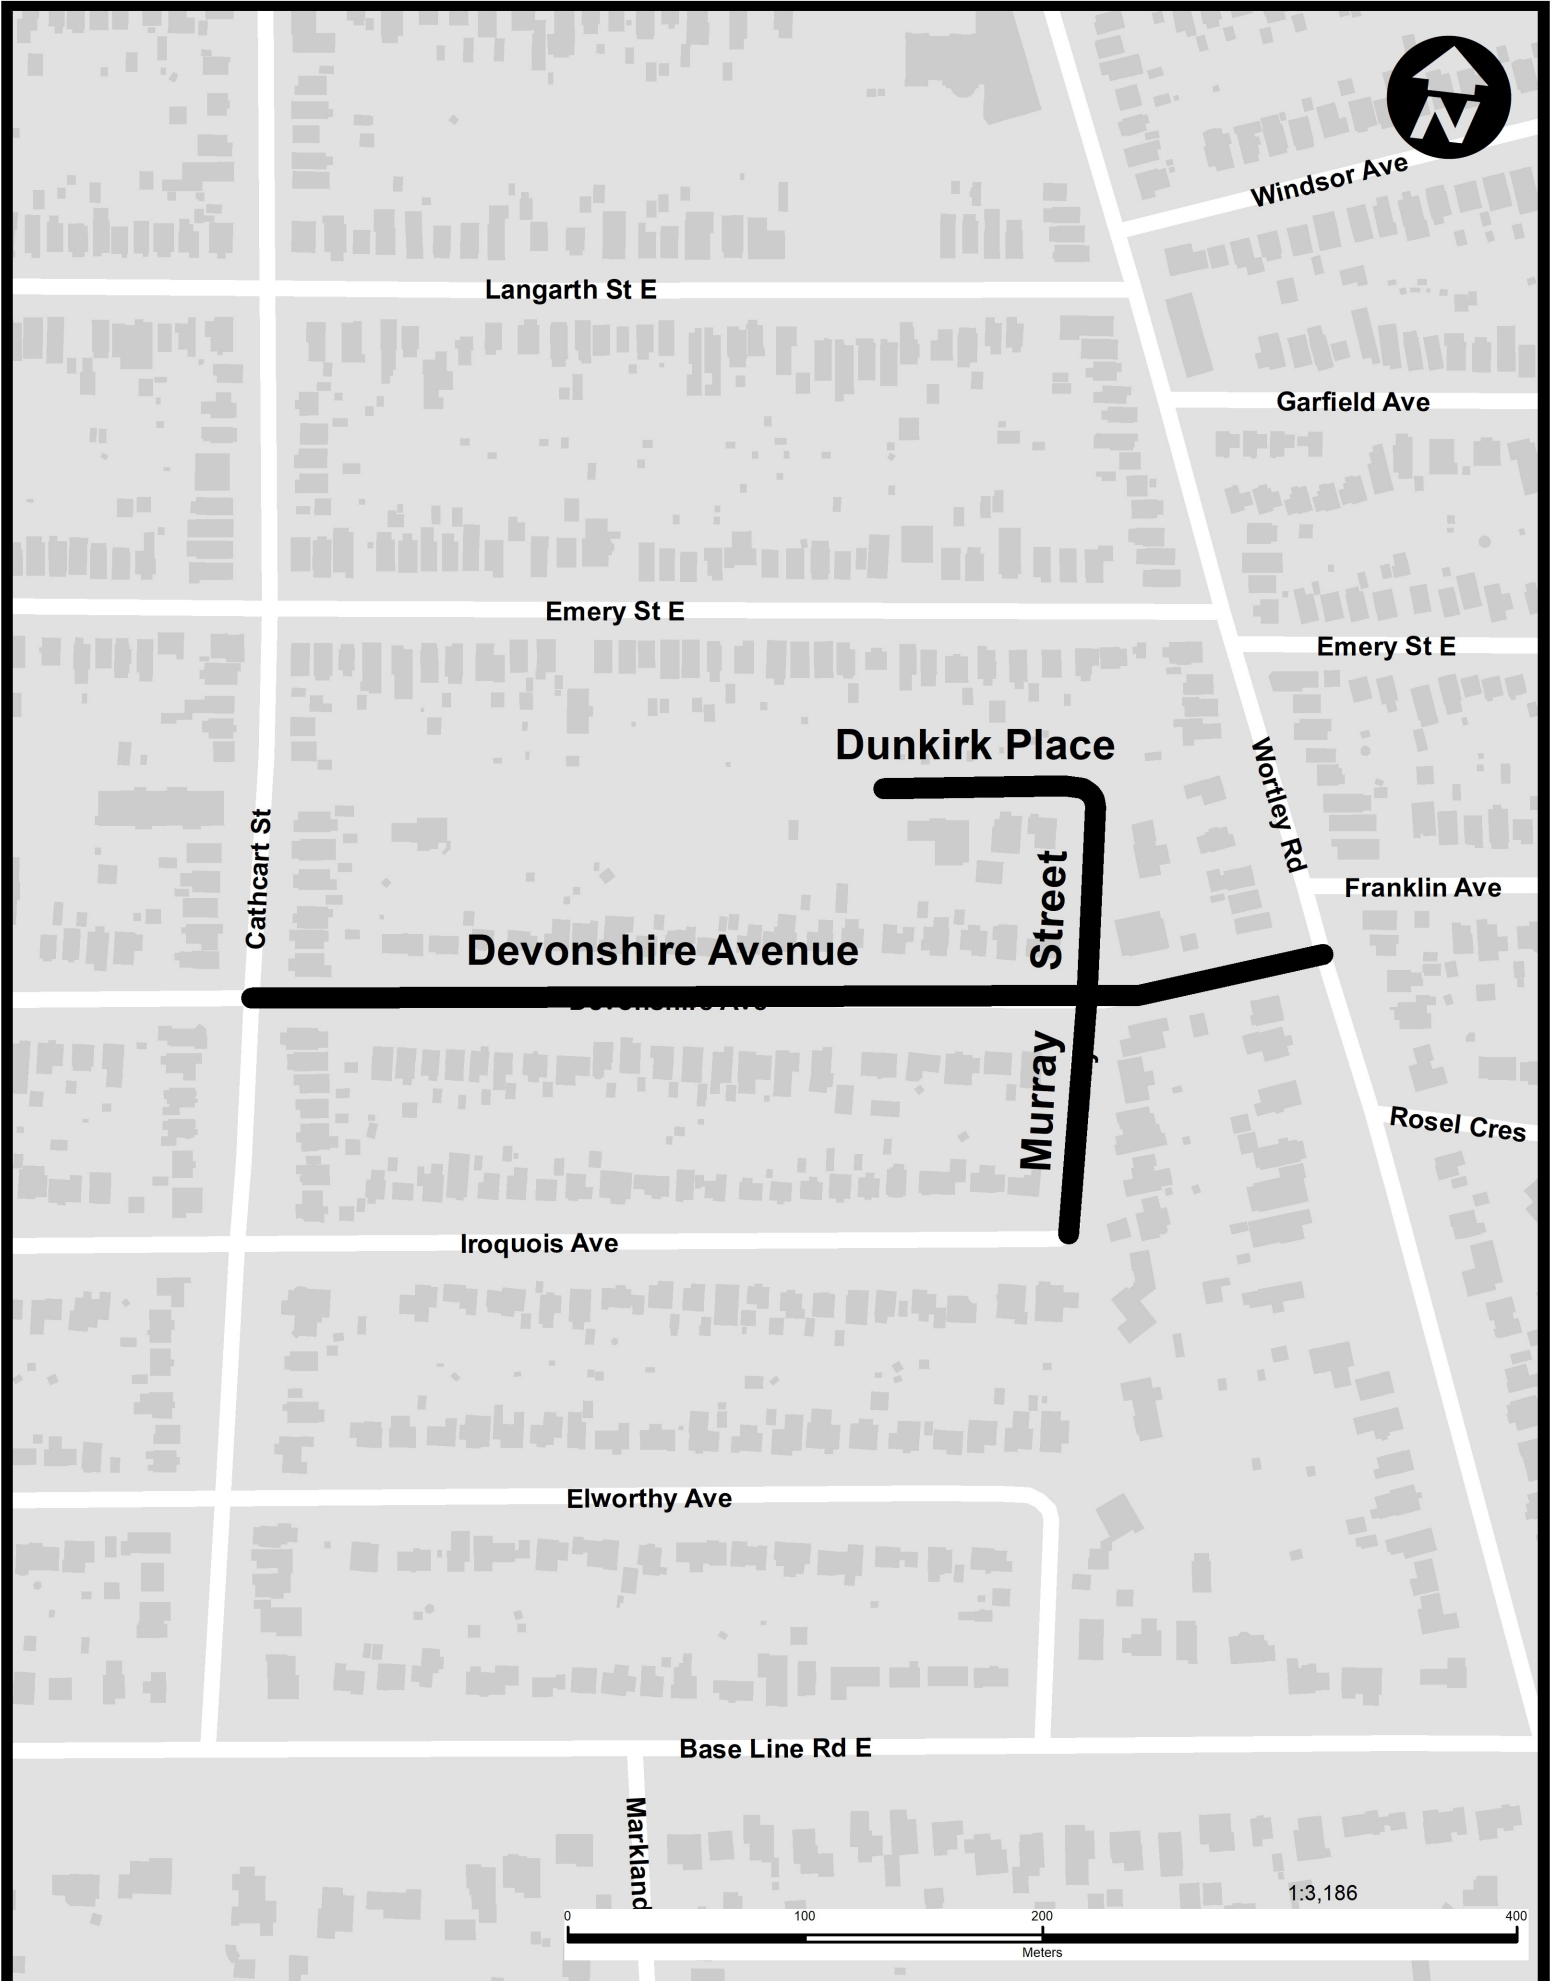 N
Windsor Ave
Langarth St E
Garfield Ave
Emery St E
Emery St E
Dunkirk Place
Wortley Rd
Cathcart St
Murray Street
Franklin Ave
Devonshire Avenue
Devonshire Ave
Rosel Cres
Iroquois Ave
Elworthy Ave
Base Line Rd E
Markland
1:3,186
0 100 200 400
Meters